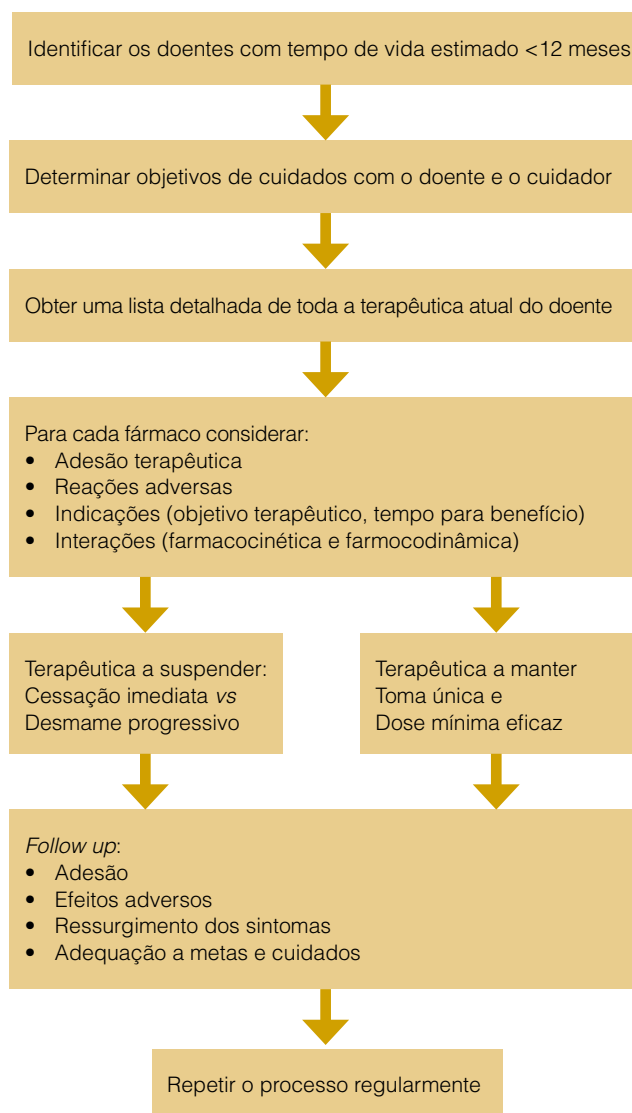 Identificar os doentes com tempo de vida estimado <12 meses
Determinar objetivos de cuidados com o doente e o cuidador
Obter uma lista detalhada de toda a terapêutica atual do doente
Para cada fármaco considerar:
• Adesão terapêutica
• Reações adversas
• Indicações (objetivo terapêutico, tempo para benefício)
• Interações (farmacocinética e farmocodinâmica)
Terapêutica a suspender:
Cessação imediata vs
Desmame progressivo
Terapêutica a manter
Toma única e
Dose mínima eficaz
Follow up:
• Adesão
• Efeitos adversos
• Ressurgimento dos sintomas
• Adequação a metas e cuidados
Repetir o processo regularmente